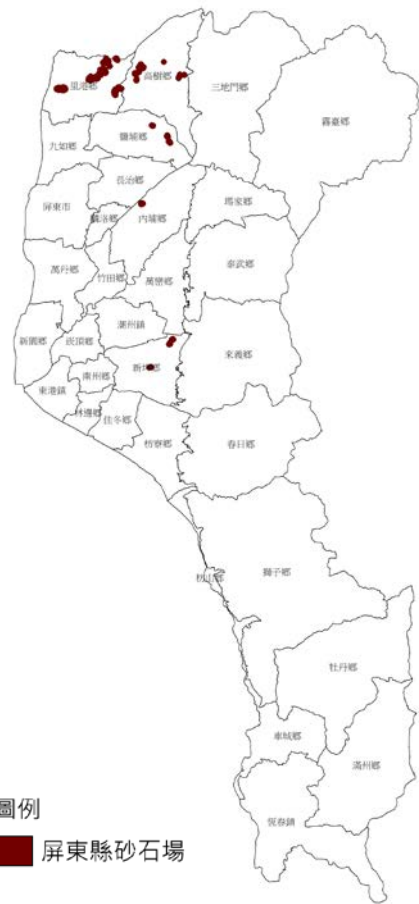 里港鄉
高樹鄉
三地門鄉
霧臺鄉
九如鄉
鹽埔鄉
長治鄉
屏東市
麟洛鄉
內埔鄉
瑪家鄉
萬丹鄉
竹田鄉
萬巒鄉
泰武鄉
潮州鎮
新園鄉
崁頂鄉
來義鄉
新埤鄉
南州鄉
東港鎮
林邊鄉
佳冬鄉
枋寮鄉
春日鄉
枋山鄉
獅子鄉
牡丹鄉
車城鄉
滿州鄉
恆春鎮
圖例
屏東縣砂石場